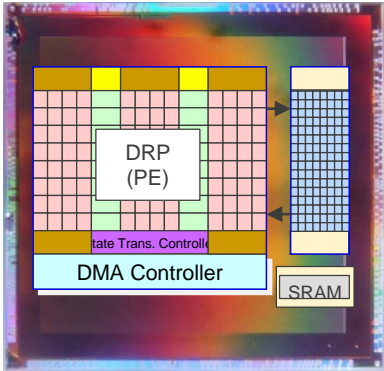 DRP
(PE)
tate Trans. Controlle
DMA Controller
SRAM